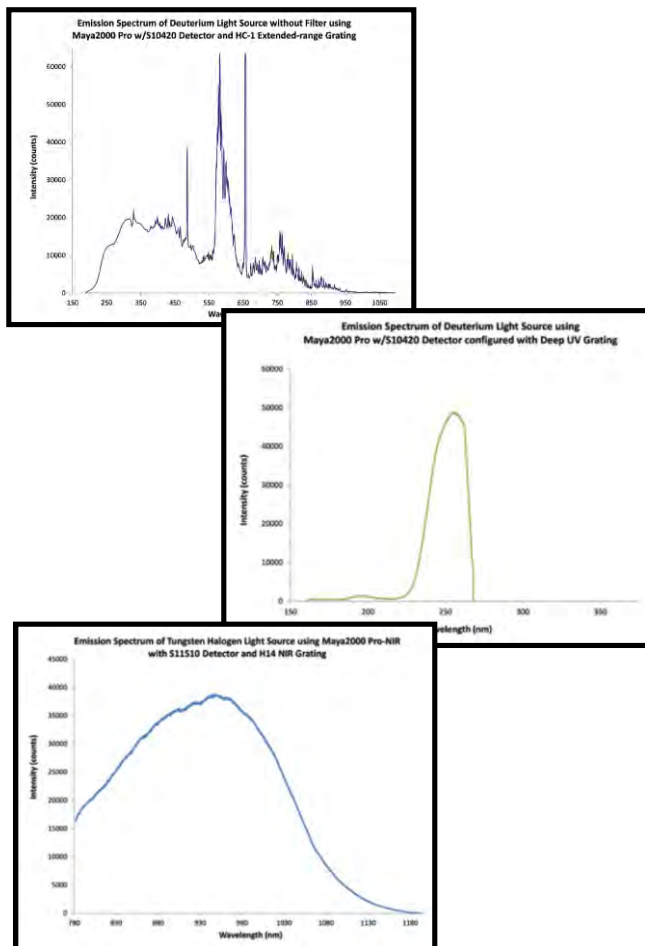 Emission Spectrum of Deuterium Light Source without Filter using
Maya2000 Pro w/S10420 Detector and HC-1 Extended-range Grating
60000
50000
40000
30000
20000
10000
0
Intensity (counts)
150 250 350 450 550 650 750 850 950 1050
Emission Spectrum of Deuterium Light Source using
Maya2000 Pro w/S10420 Detector configured with Deep UV Grating
60000
50000
40000
30000
20000
10000
0
Intensity (counts)
150 200 250 300 350
velength (nm)
Emission Spectrum of Tungsten Halogen Light Source using Maya2000 Pro-NIR
with S11510 Detector and H14 NIR Grating
45000
40000
35000
30000
25000
20000
15000
10000
5000
0
Intensity (counts)
780 830 880 930 980 1030 1080 1130 1180
Wavelength (nm)